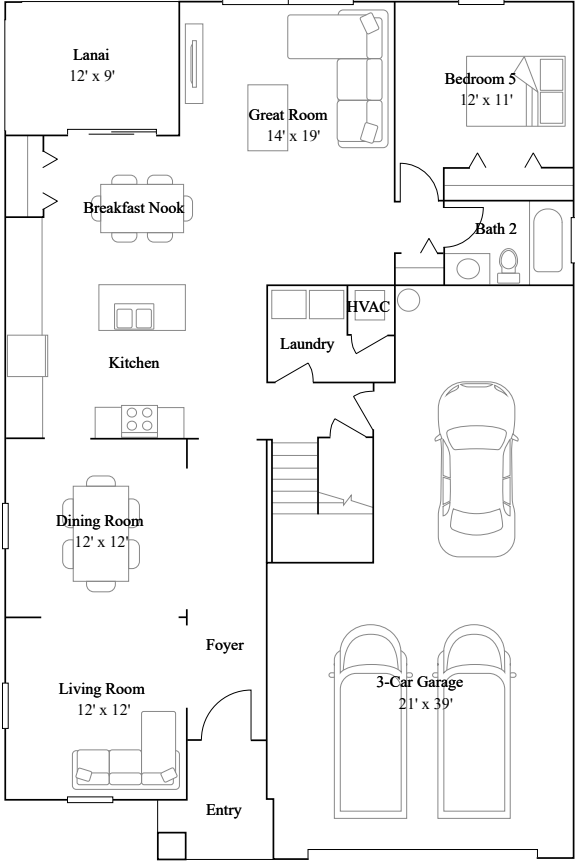 Lanai
12' x 9'
Great Room
14' x 19'
Bedroom 5
12' x 11'
Breakfast Nook
Bath 2
HVAC
Laundry
Kitchen
Dining Room
12' x 12'
Foyer
Living Room
12' x 12'
3-Car Garage
21' x 39'
Entry